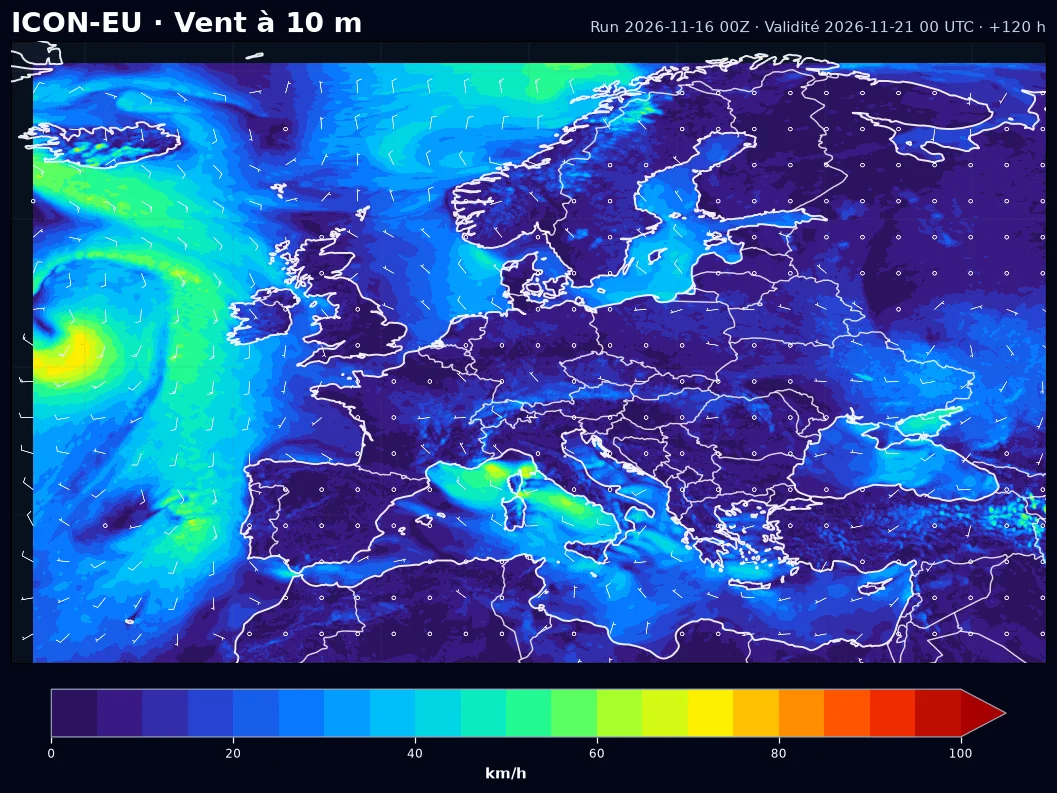 ICON-EU · Vent à 10 m
Run 2026-11-16 00Z · Validité 2026-11-21 00 UTC · +120 h
0 20 40 60 80 100
km/h